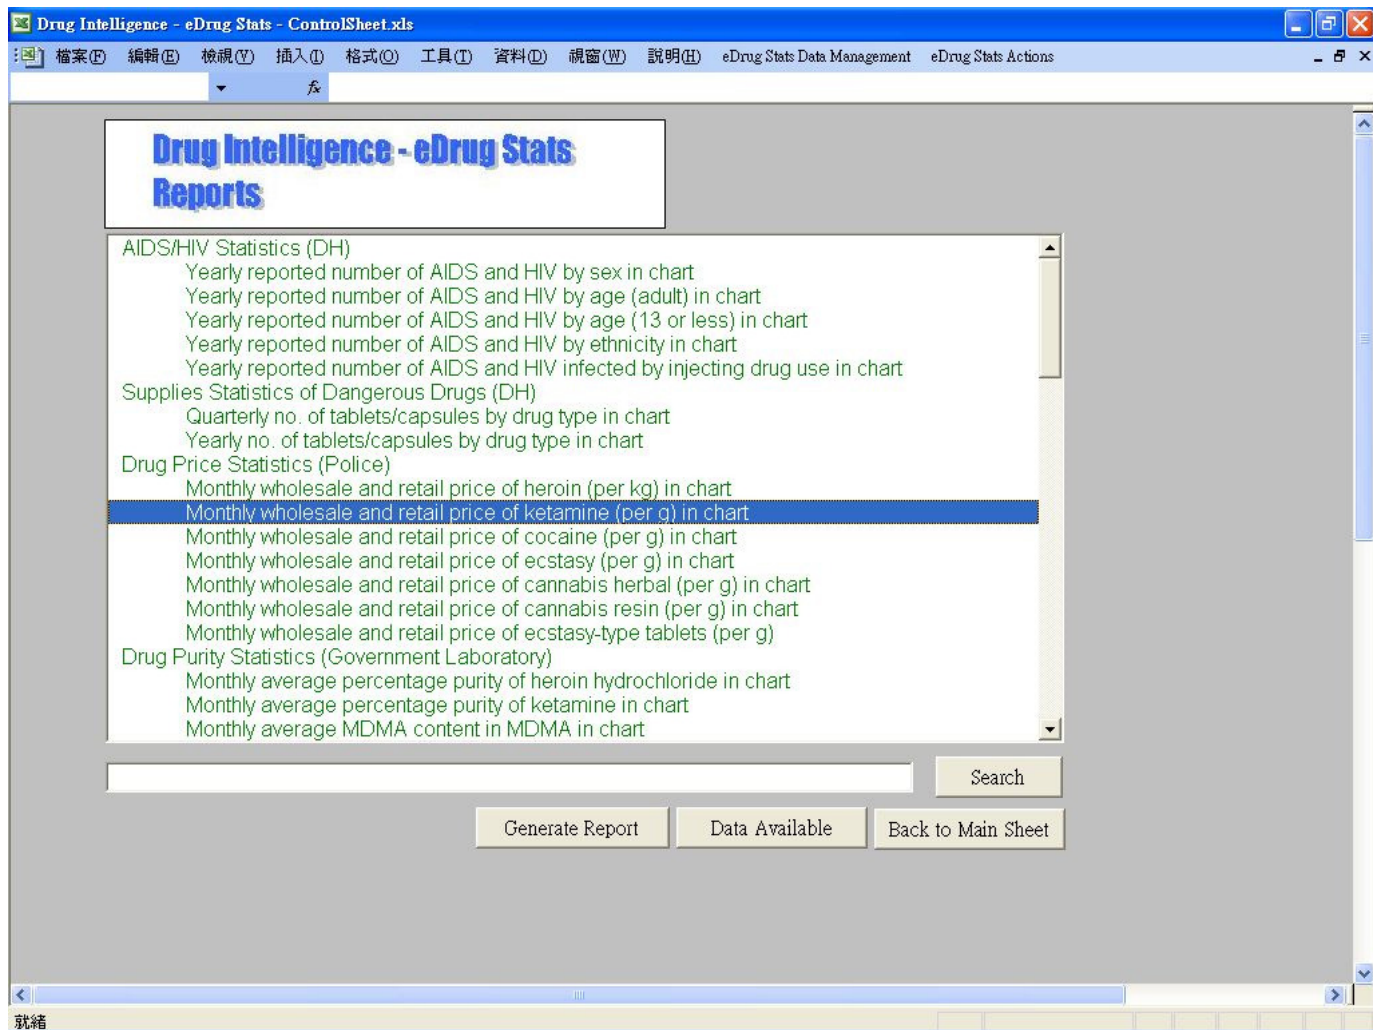 Drug Intelligence - eDrug Stats - ControlSheet.xls
檔案(F) 編輯(E) 檢視(V) 插入(I) 格式(O) 工具(T) 資料(D) 視窗(W) 說明(H) eDrug Stats Data Management eDrug Stats Actions
fx
Drug Intelligence - eDrug Stats
Reports
AIDS/HIV Statistics (DH)
Yearly reported number of AIDS and HIV by sex in chart
Yearly reported number of AIDS and HIV by age (adult) in chart
Yearly reported number of AIDS and HIV by age (13 or less) in chart
Yearly reported number of AIDS and HIV by ethnicity in chart
Yearly reported number of AIDS and HIV infected by injecting drug use in chart
Supplies Statistics of Dangerous Drugs (DH)
Quarterly no. of tablets/capsules by drug type in chart
Yearly no. of tablets/capsules by drug type in chart
Drug Price Statistics (Police)
Monthly wholesale and retail price of heroin (per kg) in chart
Monthly wholesale and retail price of ketamine (per g) in chart
Monthly wholesale and retail price of cocaine (per g) in chart
Monthly wholesale and retail price of ecstasy (per g) in chart
Monthly wholesale and retail price of cannabis herbal (per g) in chart
Monthly wholesale and retail price of cannabis resin (per g) in chart
Monthly wholesale and retail price of ecstasy-type tablets (per g)
Drug Purity Statistics (Government Laboratory)
Monthly average percentage purity of heroin hydrochloride in chart
Monthly average percentage purity of ketamine in chart
Monthly average MDMA content in MDMA in chart
Search
Generate Report Data Available Back to Main Sheet
就緒